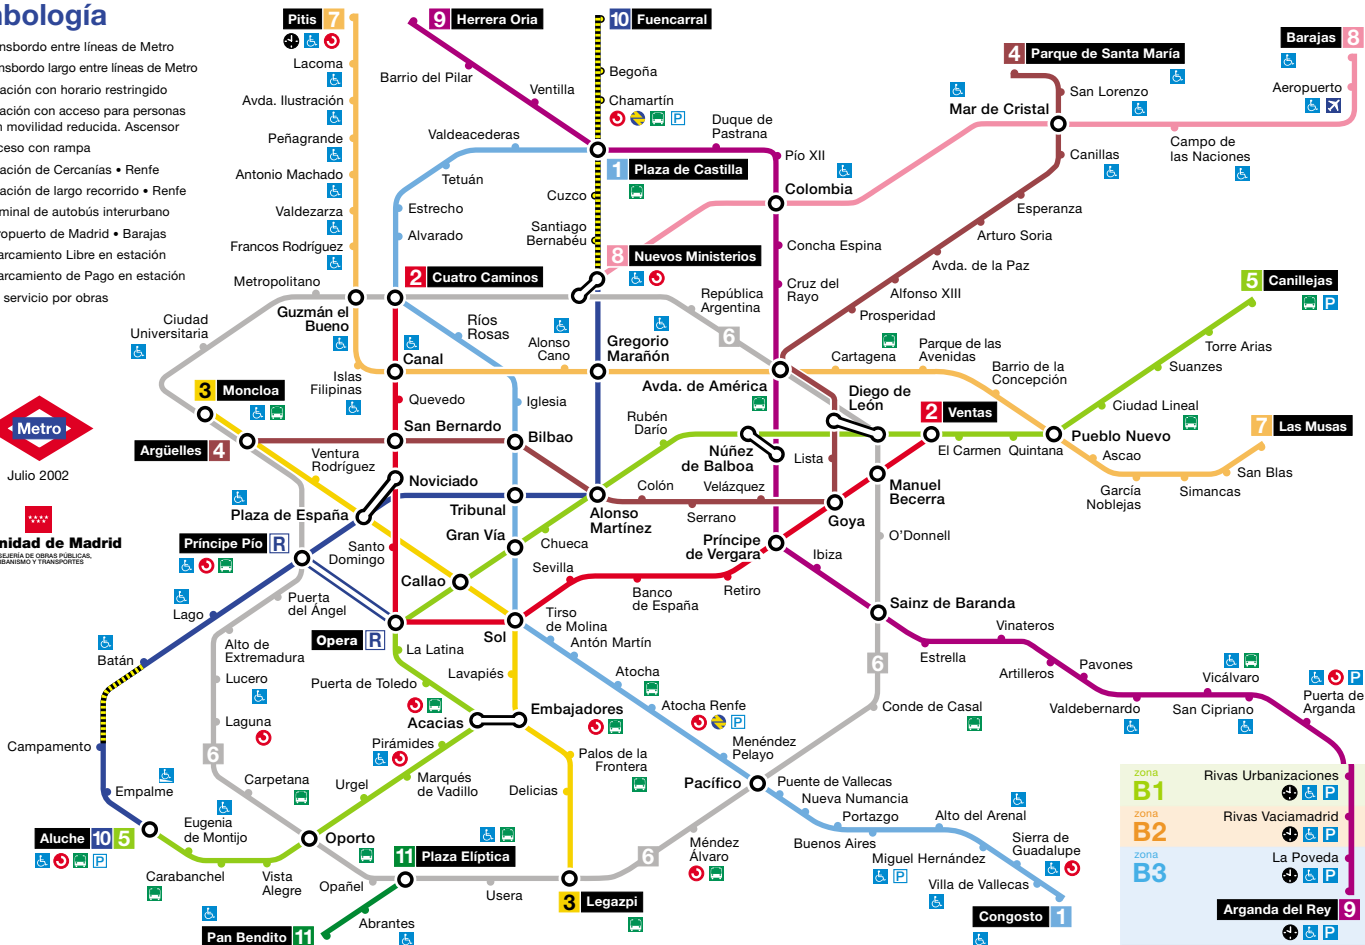 bología
nsbordo entre líneas de Metro
nsbordo largo entre líneas de Metro
ación con horario restringido
ación con acceso para personas
n movilidad reducida. Ascensor
ceso con rampa
ación de Cercanías • Renfe
ación de largo recorrido • Renfe
minal de autobús interurbano
opuerto de Madrid • Barajas
arcamiento Libre en estación
arcamiento de Pago en estación
servicio por obras
Pitis 7
Lacoma
Avda. Ilustración
Peñagrande
Antonio Machado
Valdezarza
Francos Rodríguez
Metropolitano
Guzmán el
Bueno
Islas
Filipinas
Ciudad
Universitaria
9 Herrera Oria
Barrio del Pilar
Ventilla
Valdeacederas
Tetuán
Estrecho
Alvarado
2 Cuatro Caminos
Ríos
Rosas
Canal
Quevedo
Iglesia
10 Fuencarral
Begoña
Chamartín
P
1 Plaza de Castilla
Cuzco
Santiago
Bernabéu
8 Nuevos Ministerios
Alonso
Cano
Gregorio
Marañón
Duque de
Pastrana
Pío XII
Colombia
Concha Espina
Cruz del
Rayo
República
Argentina
6
Avda. de América
4 Parque de Santa María
San Lorenzo
Mar de Cristal
Canillas
Esperanza
Arturo Soria
Avda. de la Paz
Alfonso XIII
Prosperidad
Barajas 8
Aeropuerto
Campo de
las Naciones
5 Canillejas
P
Torre Arias
Suanzes
Ciudad Lineal
Cartagena
Parque de las
Avenidas
Barrio de la
Concepción
Diego de
León
2 Ventas
El Carmen
Quintana
Pueblo Nuevo
Ascao
García
Noblejas
Simancas
San Blas
7 Las Musas
3 Moncloa
Argüelles 4
Ventura
Rodríguez
San Bernardo
Bilbao
Rubén
Darío
Núñez
de Balboa
Lista
Manuel
Becerra
Goya
Colón
Velázquez
Serrano
O'Donnell
Metro
Julio 2002
nidad de Madrid
SEJERÍA DE OBRAS PÚBLICAS,
RBANISMO Y TRANSPORTES
Noviciado
Plaza de España
Tribunal
Alonso
Martínez
Gran Vía
Chueca
Santo
Domingo
Callao
Príncipe Pío R
Puerta
del Ángel
Lago
Batán
Opera R
Sol
Sevilla
Banco
de España
Retiro
Príncipe
de Vergara
Ibiza
Sainz de Baranda
Tirso
de Molina
Antón Martín
Atocha
Atocha Renfe
P
Menéndez
Pelayo
Alto de
Extremadura
Lucero
Laguna
6
Carpetana
La Latina
Puerta de Toledo
Lavapiés
Acacias
Embajadores
Pirámides
Marqués
de Vadillo
Urgel
Palos de la
Frontera
Delicias
Campamento
Empalme
Aluche 10 5
P
Eugenia
de Montijo
Carabanchel
Vista
Alegre
Oporto
Opañel
11 Plaza Elíptica
Usera
Abrantes
Pan Bendito 11
3 Legazpi
6
Méndez
Álvaro
Pacífico
6
Conde de Casal
Puente de Vallecas
Nueva Numancia
Portazgo
Buenos Aires
Alto del Arenal
Miguel Hernández
P
Sierra de
Guadalupe
Villa de Vallecas
Congosto 1
Estrella
Vinateros
Artilleros
Pavones
Valdebernardo
Vicálvaro
San Cipriano
P
Puerta de
Arganda
zona
B1
Rivas Urbanizaciones
P
B2
Rivas Vaciamadrid
P
zona
B3
La Poveda
P
Arganda del Rey 9
P